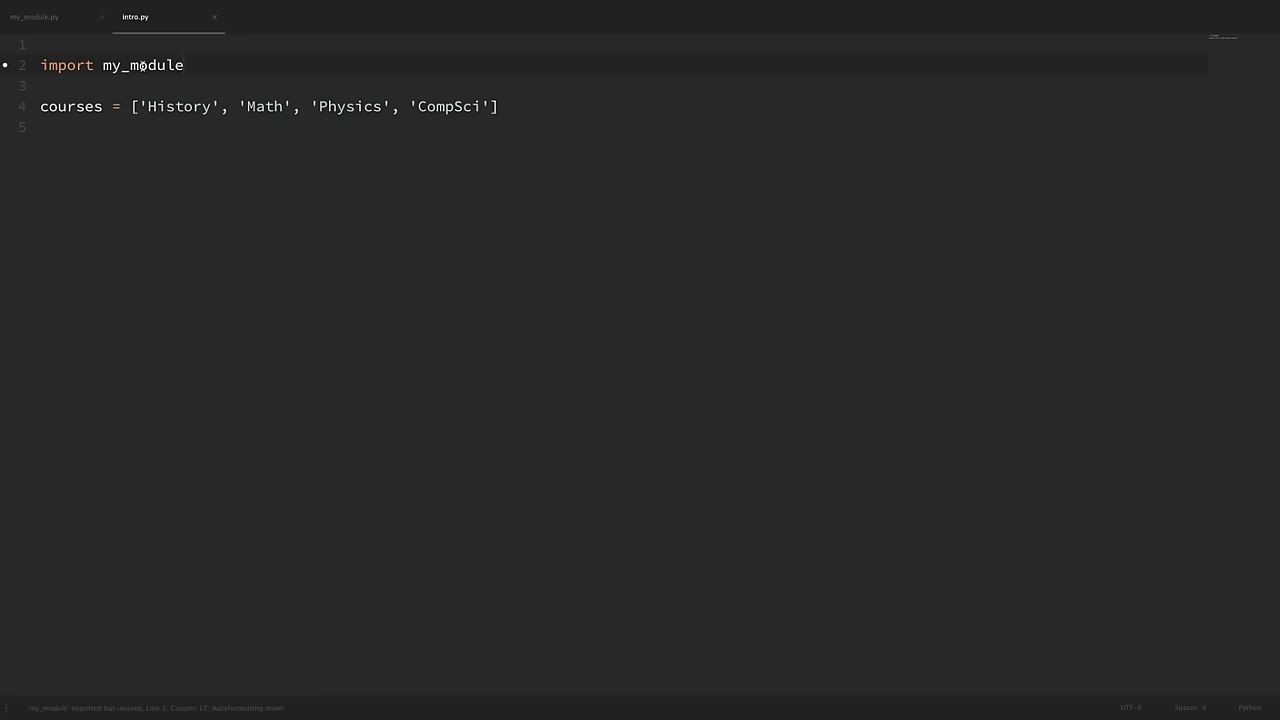 my_module.py × intro.py ×
1
2 import my_module
3
4 courses = ['History', 'Math', 'Physics', 'CompSci']
5
'my_module' imported but unused, Line 2, Column 17; Autoformatting done! UTF-8 Spaces: 4 Python